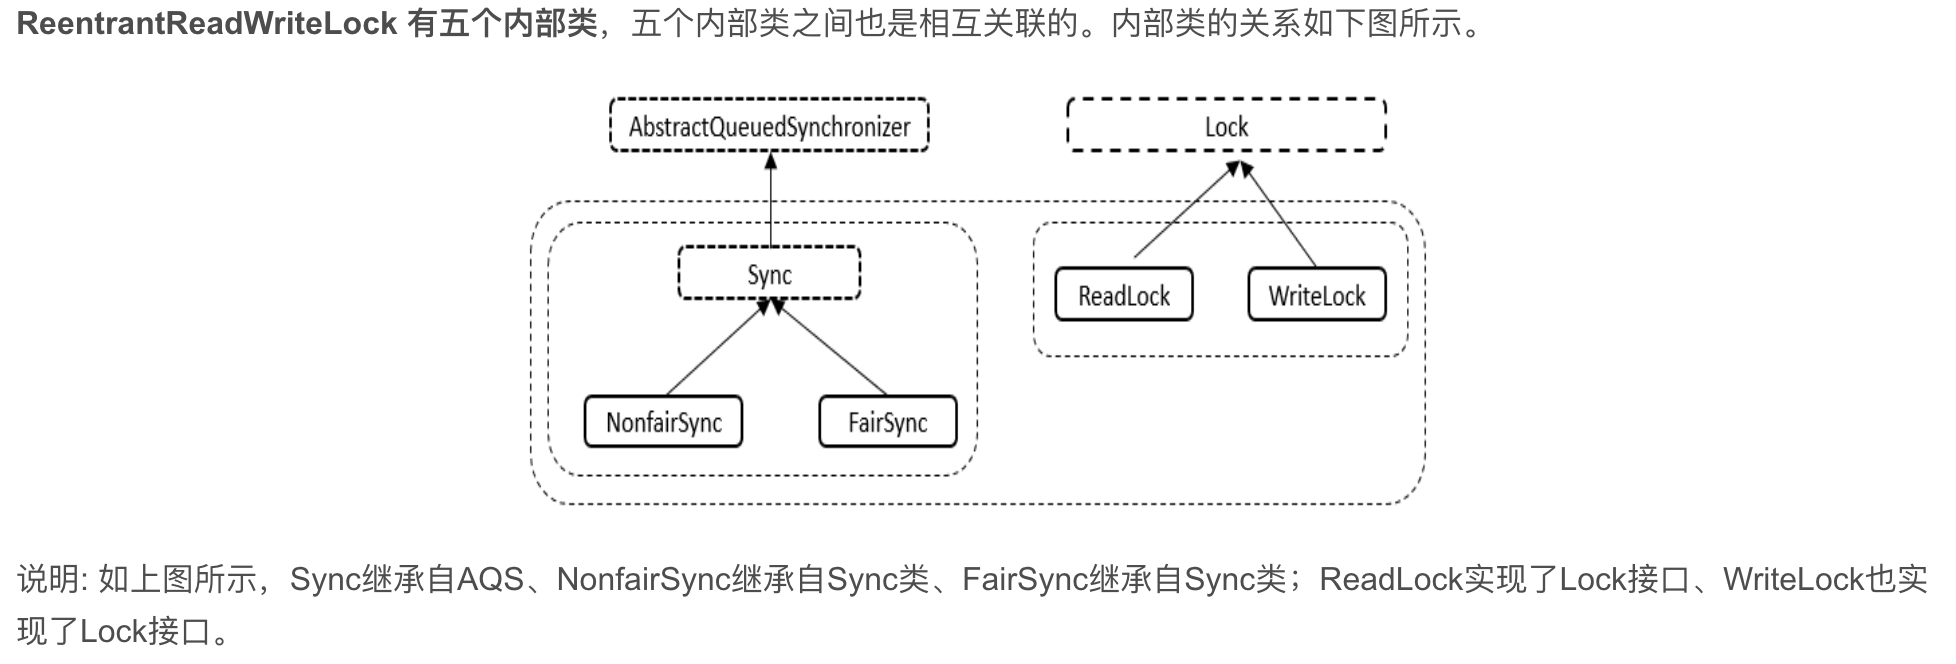 ReentrantReadWriteLock 有五个内部类，五个内部类之间也是相互关联的。内部类的关系如下图所示。
AbstractQueuedSynchronizer
Lock
Sync
ReadLock
WriteLock
NonfairSync
FairSync
说明: 如上图所示，Sync继承自AQS、NonfairSync继承自Sync类、FairSync继承自Sync类；ReadLock实现了Lock接口、WriteLock也实
现了Lock接口。